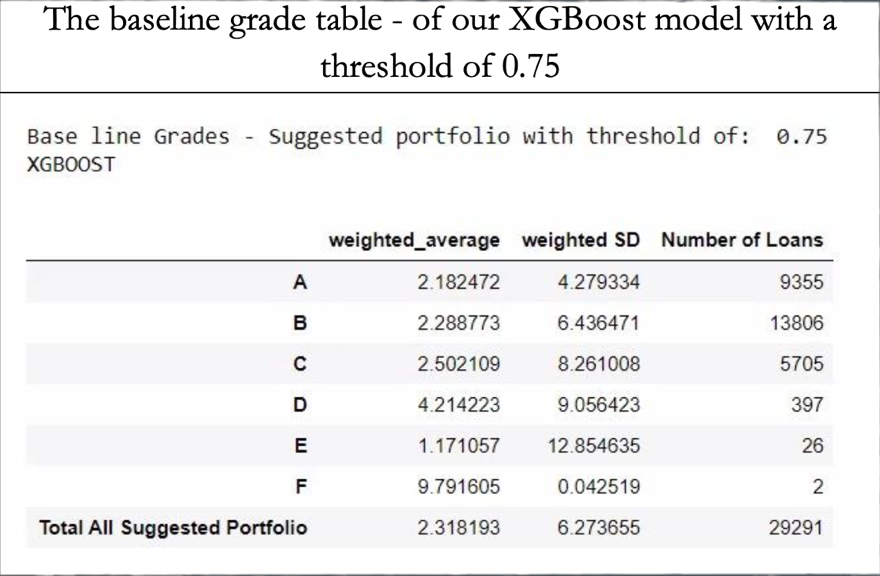 The baseline grade table - of our XGBoost model with a
threshold of 0.75
Base line Grades - Suggested portfolio with threshold of: 0.75
XGBOOST
weighted_average weighted SD Number of Loans
A 2.182472 4.279334 9355
B 2.288773 6.436471 13806
C 2.502109 8.261008 5705
D 4.214223 9.056423 397
E 1.171057 12.854635 26
F 9.791605 0.042519 2
Total All Suggested Portfolio 2.318193 6.273655 29291